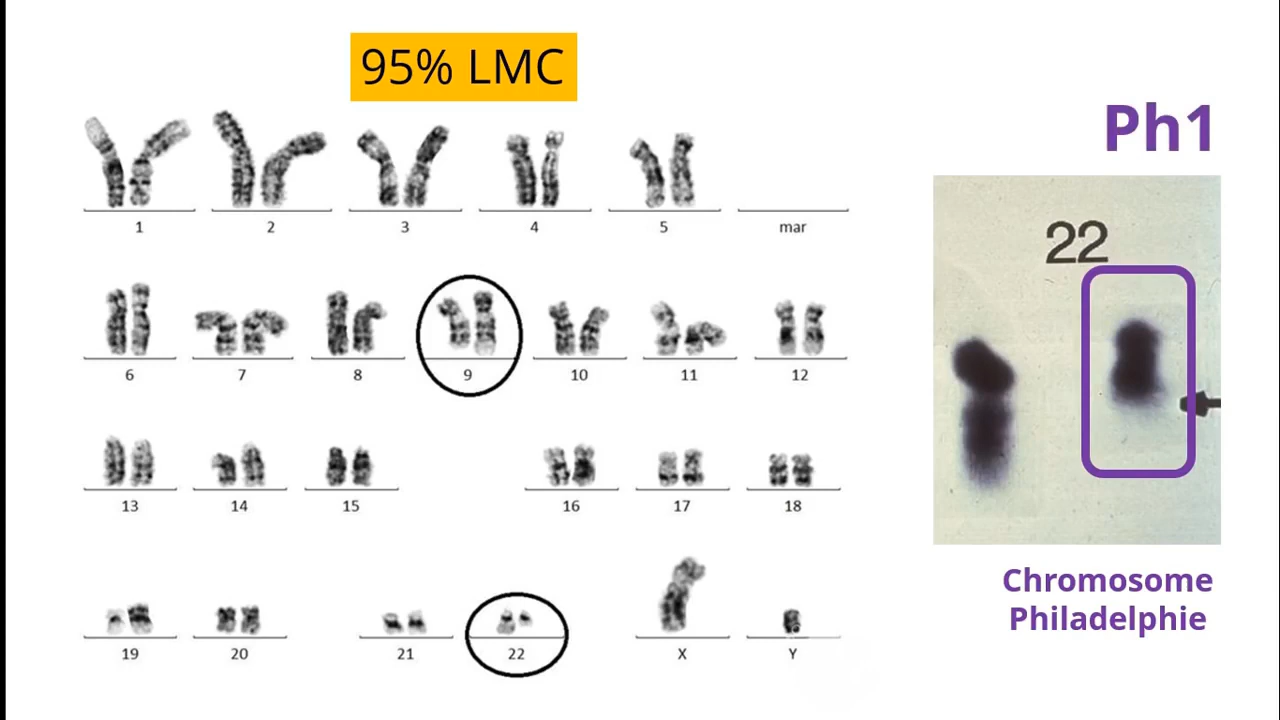 95% LMC
Ph1
1 2 3 4 5 mar
22
6 7 8 9 10 11 12
13 14 15 16 17 18
Chromosome
Philadelphie
19 20 21 22 X Y